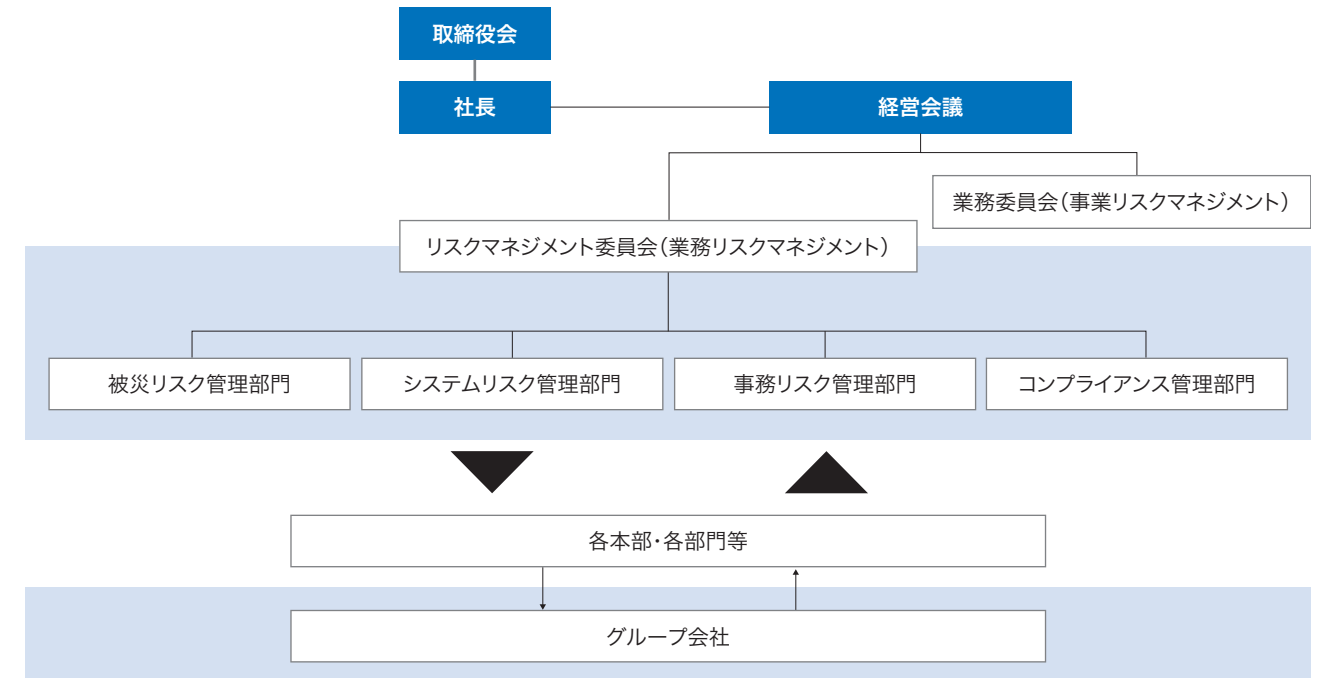 取締役会
社長
経営会議
業務委員会（事業リスクマネジメント）
リスクマネジメント委員会（業務リスクマネジメント）
被災リスク管理部門
システムリスク管理部門
事務リスク管理部門
コンプライアンス管理部門
各本部・各部門等
グループ会社